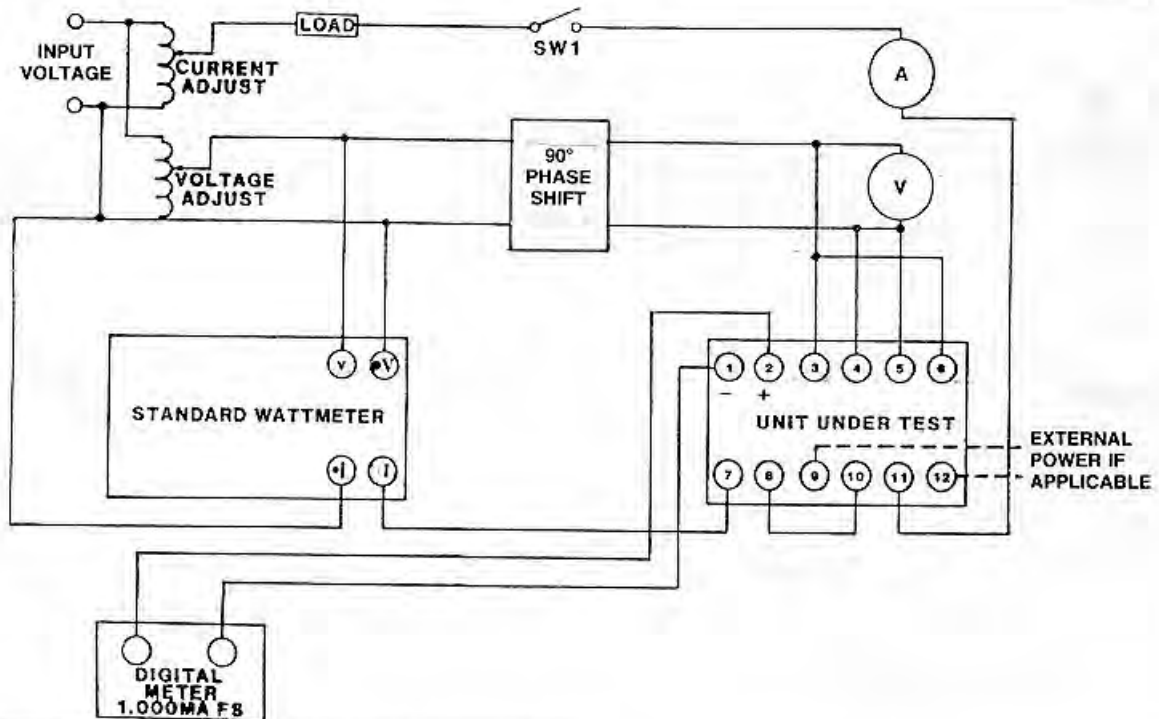 LOAD
SW1
INPUT
VOLTAGE
CURRENT
ADJUST
A
VOLTAGE
ADJUST
90°
PHASE
SHIFT
V
v
V
STANDARD WATTMETER
1
2
3
4
5
6
−
+
UNIT UNDER TEST
7
8
9
10
11
12
EXTERNAL
POWER IF
APPLICABLE
DIGITAL
METER
1.000MA FS